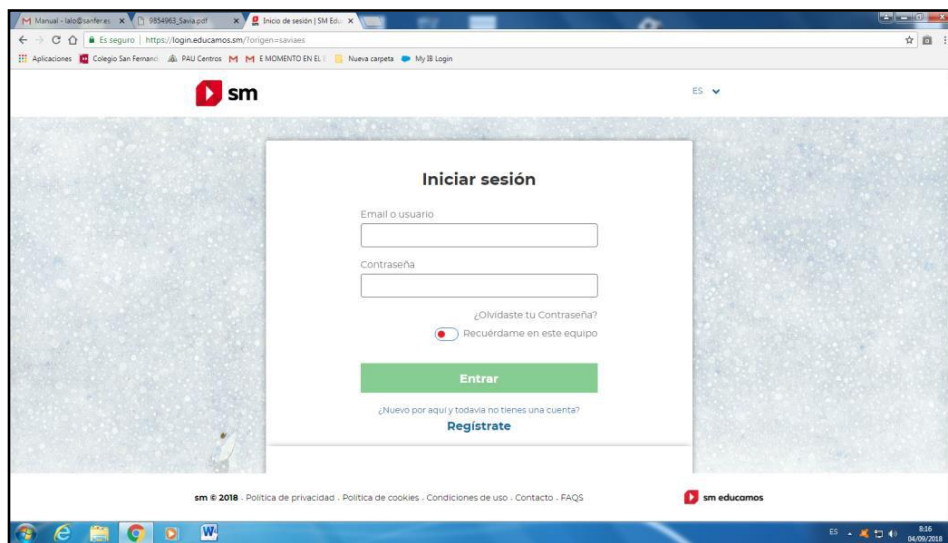 Manual - lalo@sanfer.es
9854963_Savia.pdf
Inicio de sesión | SM Edu
Es seguro | https://login.educamos.sm/?origen=saviaes
Aplicaciones Colegio San Fernand PAU Centros M E MOMENTO EN EL Nueva carpeta My IB Login
sm
ES
Iniciar sesión
Email o usuario
Contraseña
¿Olvidaste tu Contraseña?
Recuérdame en este equipo
Entrar
¿Nuevo por aquí y todavia no tienes una cuenta?
Regístrate
sm © 2018 . Política de privacidad . Política de cookies . Condiciones de uso . Contacto . FAQS
sm educamos
ES
8:16
04/09/2018